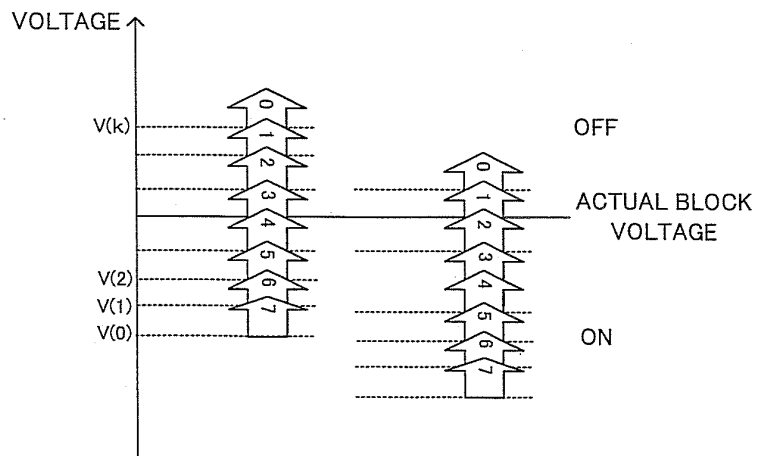 VOLTAGE
V(k)
V(2)
V(1)
V(0)
0
1
2
3
4
5
6
7
0
1
2
3
4
5
6
7
OFF
ACTUAL BLOCK
VOLTAGE
ON